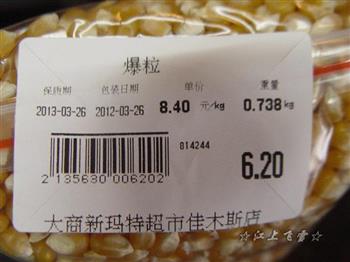 爆粒
保质期 包装日期 单价 重量
2013-03-26 2012-03-26 8.40 元/kg 0.738 kg
814244
6.20
2 135630 006202
大商新玛特超市佳木斯店
☆江上飞雪☆